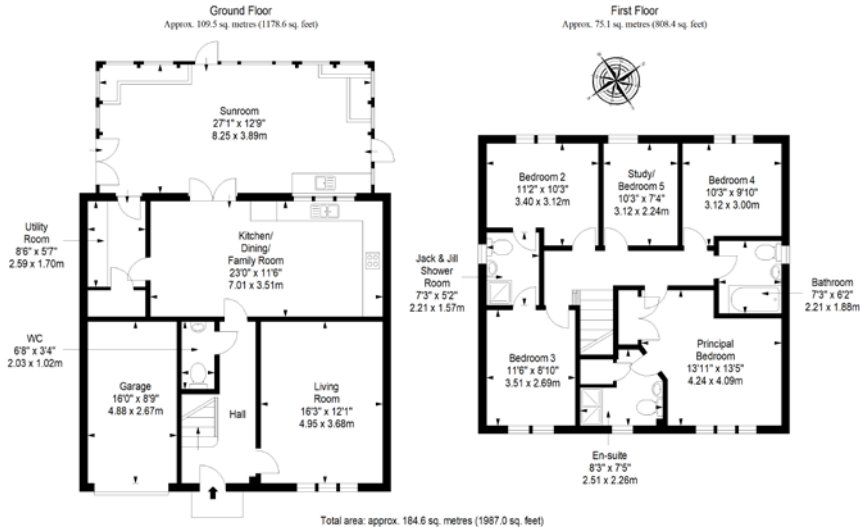 Ground Floor
Approx. 109.5 sq. metres (1178.6 sq. feet)
Sunroom
27'1" x 12'9"
8.25 x 3.89m
Utility
Room
8'6" x 5'7"
2.59 x 1.70m
Kitchen/
Dining/
Family Room
23'0" x 11'6"
7.01 x 3.51m
WC
6'8" x 3'4"
2.03 x 1.02m
Garage
16'0" x 8'9"
4.88 x 2.67m
Hall
Living
Room
16'3" x 12'1"
4.95 x 3.68m
First Floor
Approx. 75.1 sq. metres (808.4 sq. feet)
Bedroom 2
11'2" x 10'3"
3.40 x 3.12m
Study/
Bedroom 5
10'3" x 7'4"
3.12 x 2.24m
Bedroom 4
10'3" x 9'10"
3.12 x 3.00m
Jack & Jill
Shower
Room
7'3" x 5'2"
2.21 x 1.57m
Bathroom
7'3" x 6'2"
2.21 x 1.88m
Bedroom 3
11'6" x 8'10"
3.51 x 2.69m
Principal
Bedroom
13'11" x 13'5"
4.24 x 4.09m
En-suite
8'3" x 7'5"
2.51 x 2.26m
Total area: approx. 184.6 sq. metres (1987.0 sq. feet)